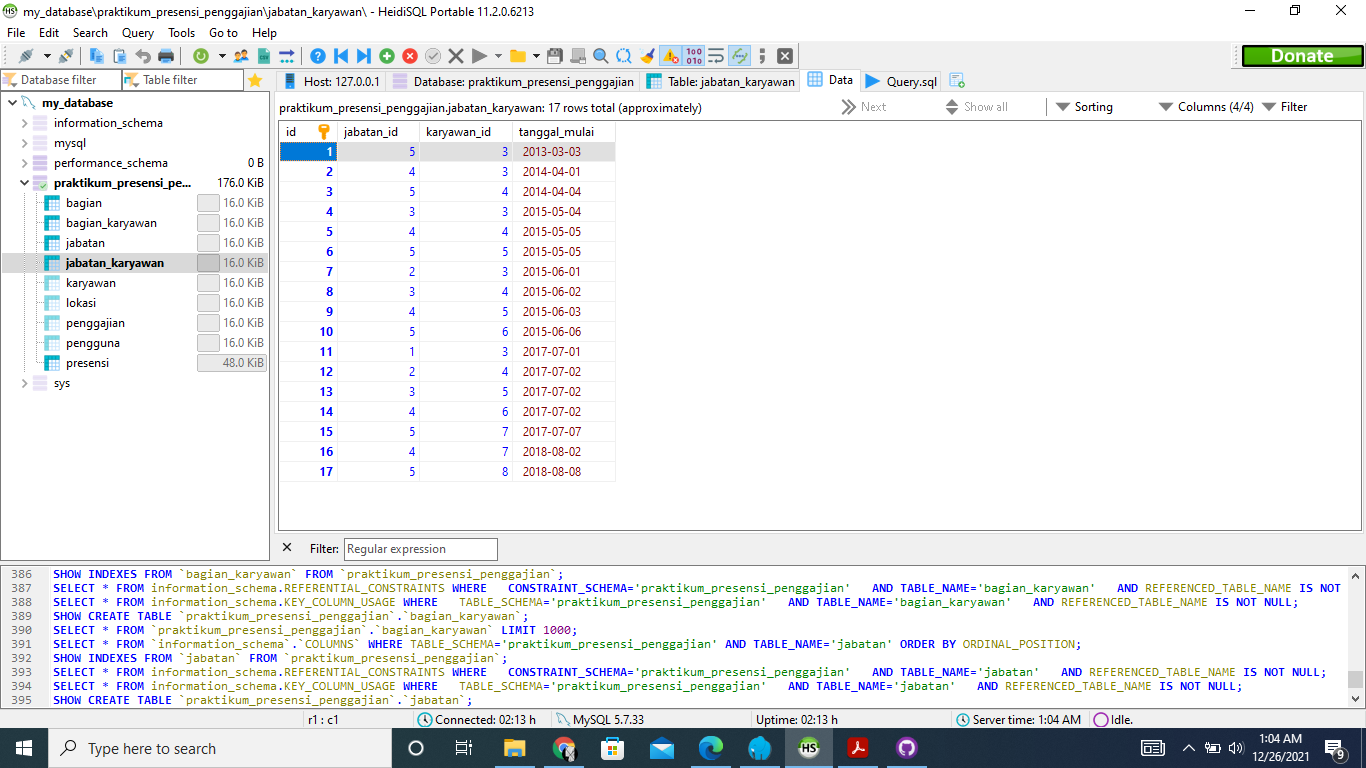 my_database\praktikum_presensi_penggajian\jabatan_karyawan\ - HeidiSQL Portable 11.2.0.6213
File Edit Search Query Tools Go to Help
Donate
Database filter Table filter
Host: 127.0.0.1 Database: praktikum_presensi_penggajian Table: jabatan_karyawan Data Query.sql
my_database
information_schema
mysql
performance_schema 0 B
praktikum_presensi_pe... 176.0 KiB
bagian 16.0 KiB
bagian_karyawan 16.0 KiB
jabatan 16.0 KiB
jabatan_karyawan 16.0 KiB
karyawan 16.0 KiB
lokasi 16.0 KiB
penggajian 16.0 KiB
pengguna 16.0 KiB
presensi 48.0 KiB
sys
praktikum_presensi_penggajian.jabatan_karyawan: 17 rows total (approximately) Next Show all Sorting Columns (4/4) Filter
id jabatan_id karyawan_id tanggal_mulai
1 5 3 2013-03-03
2 4 3 2014-04-01
3 5 4 2014-04-04
4 3 3 2015-05-04
5 4 4 2015-05-05
6 5 5 2015-05-05
7 2 3 2015-06-01
8 3 4 2015-06-02
9 4 5 2015-06-03
10 5 6 2015-06-06
11 1 3 2017-07-01
12 2 4 2017-07-02
13 3 5 2017-07-02
14 4 6 2017-07-02
15 5 7 2017-07-07
16 4 7 2018-08-02
17 5 8 2018-08-08
Filter: Regular expression
386 SHOW INDEXES FROM `bagian_karyawan` FROM `praktikum_presensi_penggajian`;
387 SELECT * FROM information_schema.REFERENTIAL_CONSTRAINTS WHERE CONSTRAINT_SCHEMA='praktikum_presensi_penggajian' AND TABLE_NAME='bagian_karyawan' AND REFERENCED_TABLE_NAME IS NOT
388 SELECT * FROM information_schema.KEY_COLUMN_USAGE WHERE TABLE_SCHEMA='praktikum_presensi_penggajian' AND TABLE_NAME='bagian_karyawan' AND REFERENCED_TABLE_NAME IS NOT NULL;
389 SHOW CREATE TABLE `praktikum_presensi_penggajian`.`bagian_karyawan`;
390 SELECT * FROM `praktikum_presensi_penggajian`.`bagian_karyawan` LIMIT 1000;
391 SELECT * FROM `information_schema`.`COLUMNS` WHERE TABLE_SCHEMA='praktikum_presensi_penggajian' AND TABLE_NAME='jabatan' ORDER BY ORDINAL_POSITION;
392 SHOW INDEXES FROM `jabatan` FROM `praktikum_presensi_penggajian`;
393 SELECT * FROM information_schema.REFERENTIAL_CONSTRAINTS WHERE CONSTRAINT_SCHEMA='praktikum_presensi_penggajian' AND TABLE_NAME='jabatan' AND REFERENCED_TABLE_NAME IS NOT NULL;
394 SELECT * FROM information_schema.KEY_COLUMN_USAGE WHERE TABLE_SCHEMA='praktikum_presensi_penggajian' AND TABLE_NAME='jabatan' AND REFERENCED_TABLE_NAME IS NOT NULL;
395 SHOW CREATE TABLE `praktikum_presensi_penggajian`.`jabatan`;
r1 : c1 Connected: 02:13 h MySQL 5.7.33 Uptime: 02:13 h Server time: 1:04 AM Idle.
Type here to search
HS
1:04 AM
12/26/2021
9